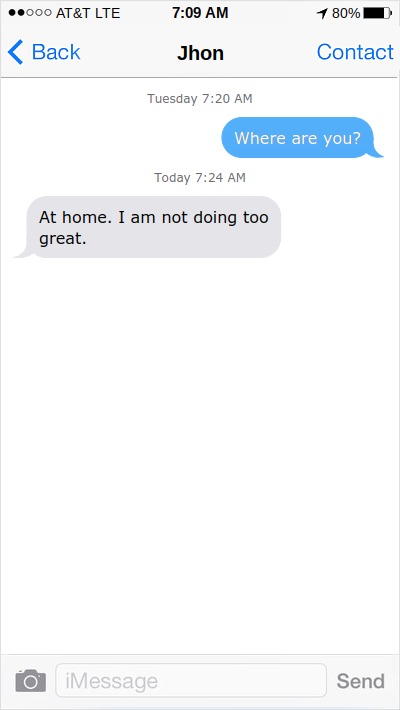 AT&T LTE 7:09 AM 80%
Back Jhon Contact
Tuesday 7:20 AM
Where are you?
Today 7:24 AM
At home. I am not doing too
great.
iMessage Send